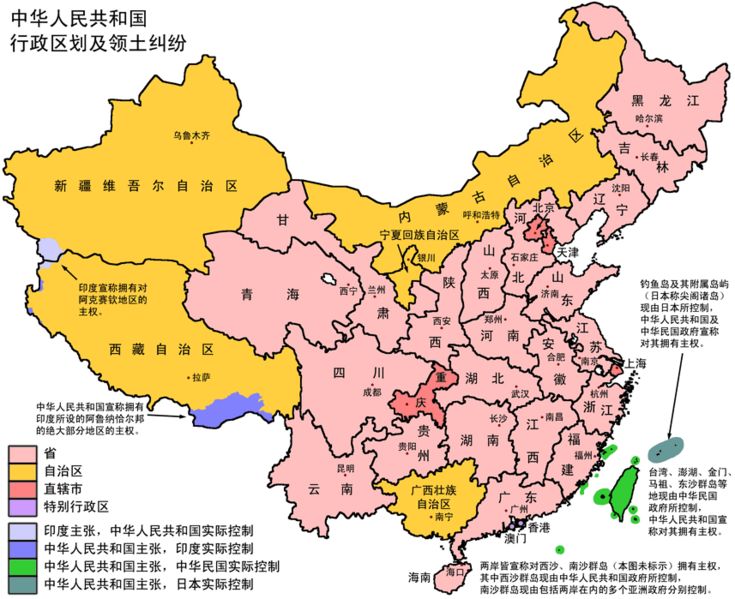 中华人民共和国
行政区划及领土纠纷
黑龙江
哈尔滨
吉林
长春
辽宁
沈阳
内蒙古自治区
呼和浩特
乌鲁木齐
新疆维吾尔自治区
甘肃
兰州
宁夏回族自治区
银川
河北
石家庄
北京
天津
山西
太原
陕西
西安
山东
济南
青海
西宁
印度宣称拥有对
阿克赛钦地区的
主权。
钓鱼岛及其附属岛屿
（日本称尖阁诸岛）
现由日本所控制，
中华人民共和国及
中华民国政府宣称
对其拥有主权。
西藏自治区
拉萨
郑州
河南
江苏
南京
安徽
合肥
上海
四川
成都
重庆
湖北
武汉
杭州
浙江
中华人民共和国宣称拥有
印度所设的阿鲁纳恰尔邦
的绝大部分地区的主权。
贵州
贵阳
湖南
长沙
江西
南昌
福建
福州
云南
昆明
广西壮族
自治区
南宁
广东
广州
香港
澳门
海南
海口
台湾、澎湖、金门、
马祖、东沙群岛等
地现由中华民国
政府所控制，
中华人民共和国宣
称对其拥有主权。
省
自治区
直辖市
特别行政区
印度主张，中华人民共和国实际控制
中华人民共和国主张，印度实际控制
中华人民共和国主张，中华民国实际控制
中华人民共和国主张，日本实际控制
两岸皆宣称对西沙、南沙群岛（本图未标示）拥有主权，
其中西沙群岛现由中华人民共和国政府所控制，
南沙群岛现由包括两岸在内的多个亚洲政府分别控制。